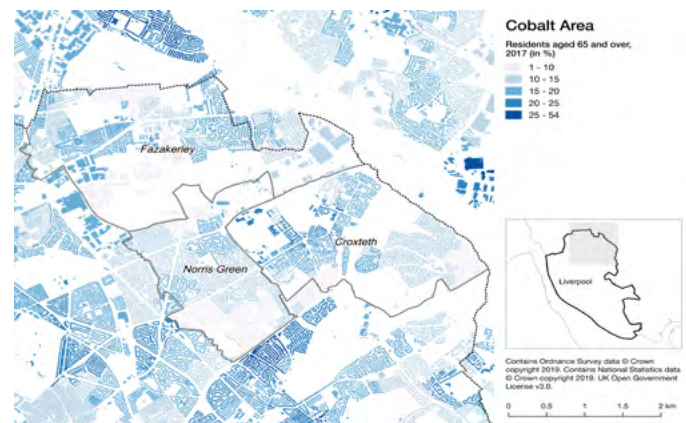 Cobalt Area
Residents aged 65 and over,
2017 (in %)
1 - 10
10 - 15
15 - 20
20 - 25
25 - 54
Fazakerley
Croxteth
Norris Green
Liverpool
Contains Ordnance Survey data © Crown
copyright 2019. Contains National Statistics data
© Crown copyright 2019. UK Open Government
License v3.0.
0 0.5 1 1.5 2 km